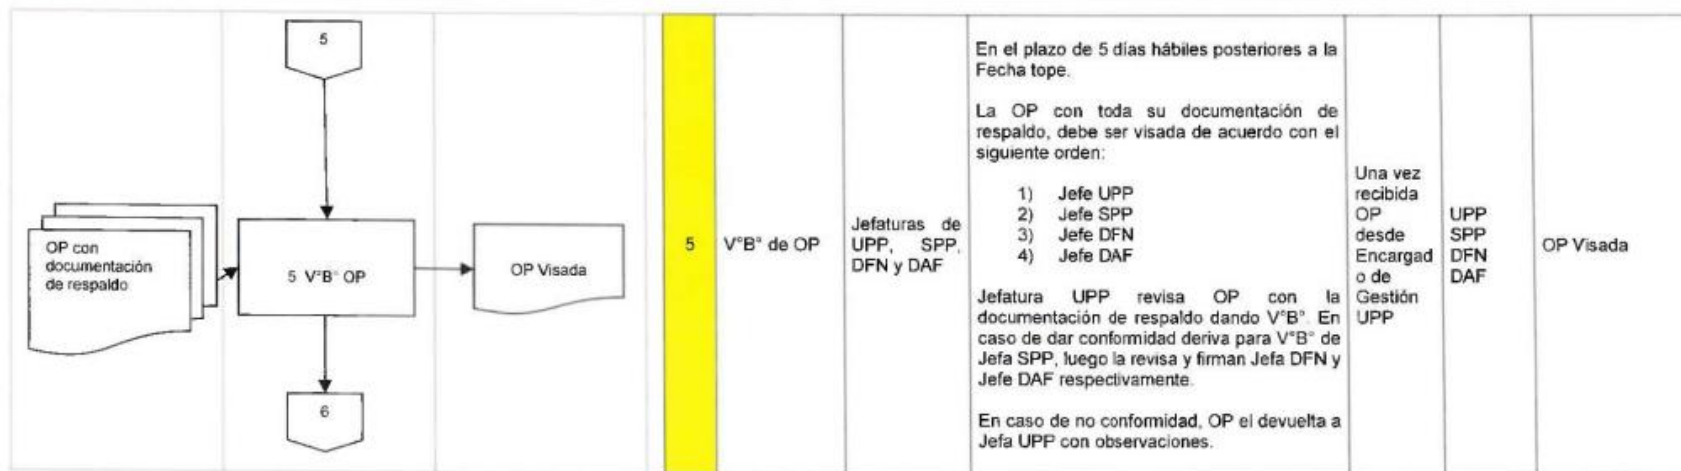 5
OP con
documentación
de respaldo
5 V°B° OP
OP Visada
6
5
V°B° de OP
Jefaturas de
UPP, SPP,
DFN y DAF
En el plazo de 5 días hábiles posteriores a la
Fecha tope.
La OP con toda su documentación de
respaldo, debe ser visada de acuerdo con el
siguiente orden:
1) Jefe UPP
2) Jefe SPP
3) Jefe DFN
4) Jefe DAF
Jefatura UPP revisa OP con la
documentación de respaldo dando V°B°. En
caso de dar conformidad deriva para V°B° de
Jefa SPP, luego la revisa y firman Jefa DFN y
Jefe DAF respectivamente.
En caso de no conformidad, OP el devuelta a
Jefa UPP con observaciones.
Una vez
recibida
OP
desde
Encargad
o de
Gestión
UPP
UPP
SPP
DFN
DAF
OP Visada